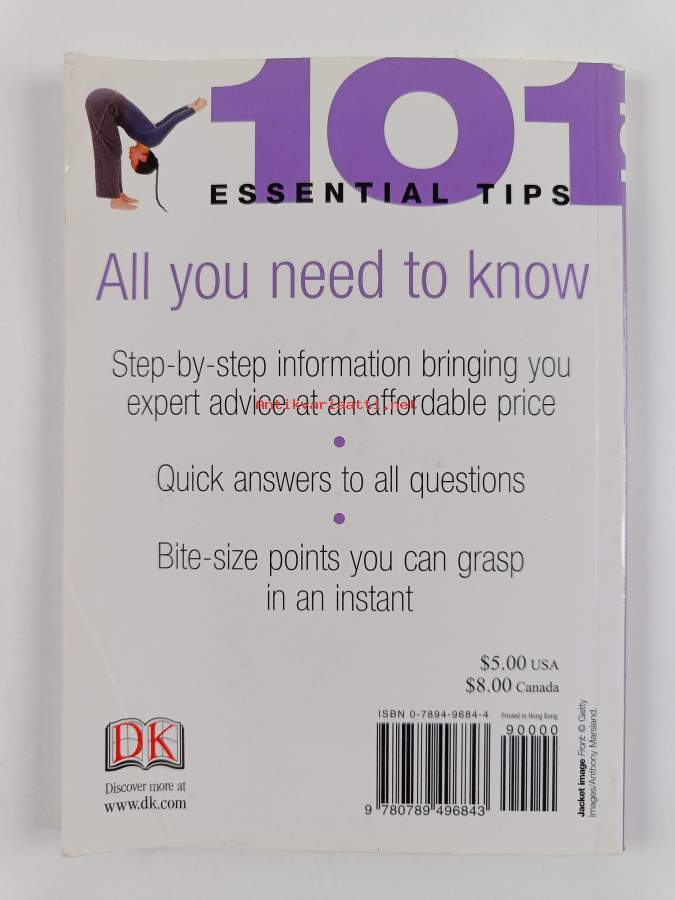 101
ESSENTIAL TIPS
All you need to know
Step-by-step information bringing you
expert advice at an affordable price
Antikvariaatti.net
Quick answers to all questions
Bite-size points you can grasp
in an instant
$5.00 USA
$8.00 Canada
ISBN 0-7894-9684-4
Printed in Hong Kong
90000
9 780789 496843
DK
Discover more at
www.dk.com
Jacket image Front: © Getty
Images/Anthony Marsland.